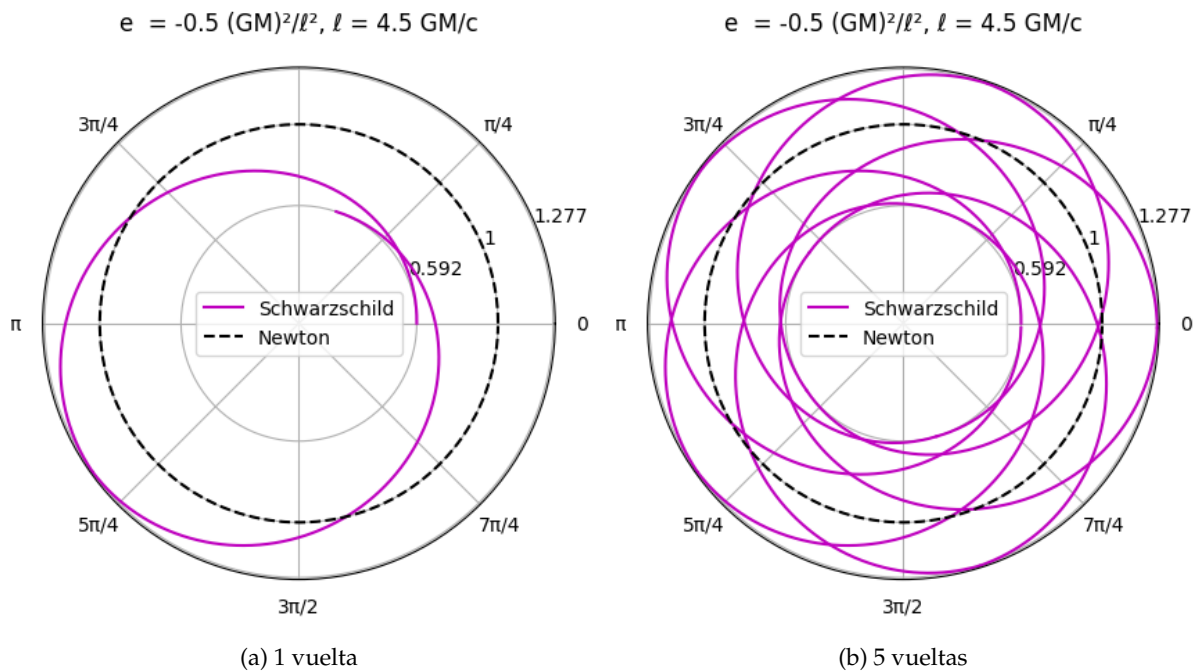 e  = -0.5 (GM)²/ℓ², ℓ = 4.5 GM/c
3π/4
π/4
1.277
1
0.592
Schwarzschild
Newton
π
0
5π/4
7π/4
3π/2
(a) 1 vuelta
e  = -0.5 (GM)²/ℓ², ℓ = 4.5 GM/c
3π/4
π/4
1.277
1
0.592
Schwarzschild
Newton
π
0
5π/4
7π/4
3π/2
(b) 5 vueltas